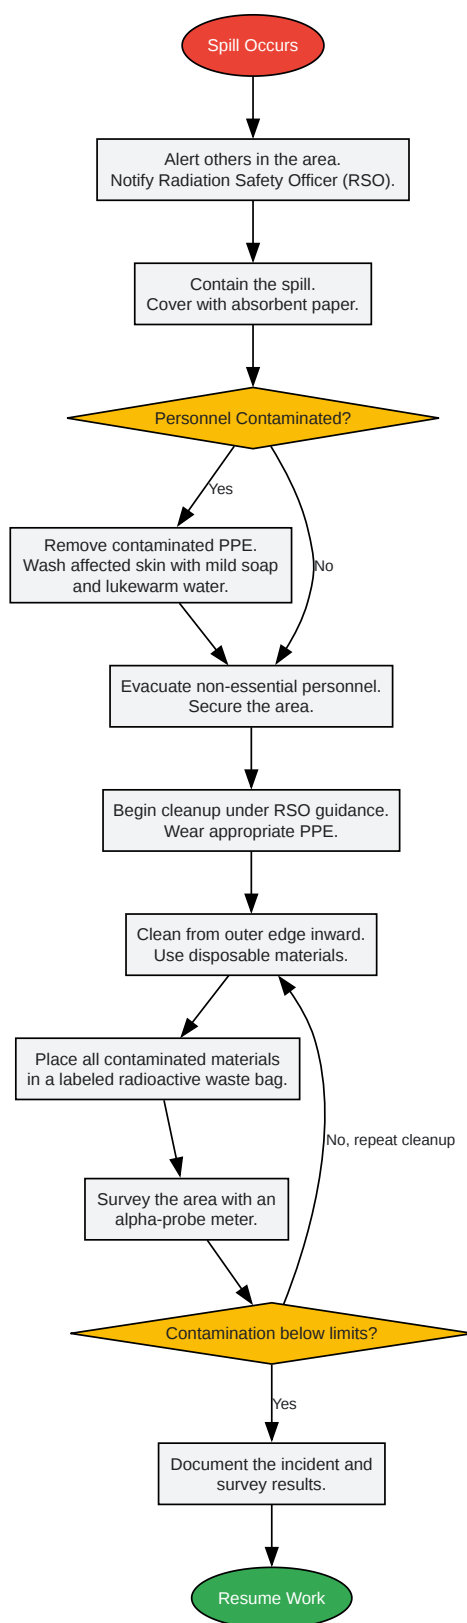 Spill Occurs
Alert others in the area.
Notify Radiation Safety Officer (RSO).
Contain the spill.
Cover with absorbent paper.
Personnel Contaminated?
Yes
Remove contaminated PPE.
Wash affected skin with mild soap
and lukewarm water.
No
Evacuate non-essential personnel.
Secure the area.
Begin cleanup under RSO guidance.
Wear appropriate PPE.
Clean from outer edge inward.
Use disposable materials.
Place all contaminated materials
in a labeled radioactive waste bag.
No, repeat cleanup
Survey the area with an
alpha-probe meter.
Contamination below limits?
Yes
Document the incident and
survey results.
Resume Work